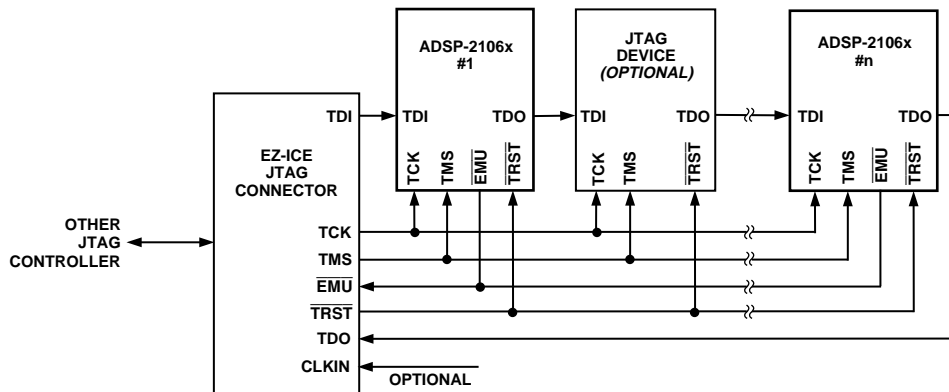 ADSP-2106x
#1
TDI
TDO
TCK
TMS
EMU
TRST
JTAG
DEVICE
(OPTIONAL)
TDI
TDO
TCK
TMS
TRST
ADSP-2106x
#n
TDI
TDO
TCK
TMS
EMU
TRST
EZ-ICE
JTAG
CONNECTOR
TDI
TCK
TMS
EMU
TRST
TDO
CLKIN
OPTIONAL
OTHER
JTAG
CONTROLLER